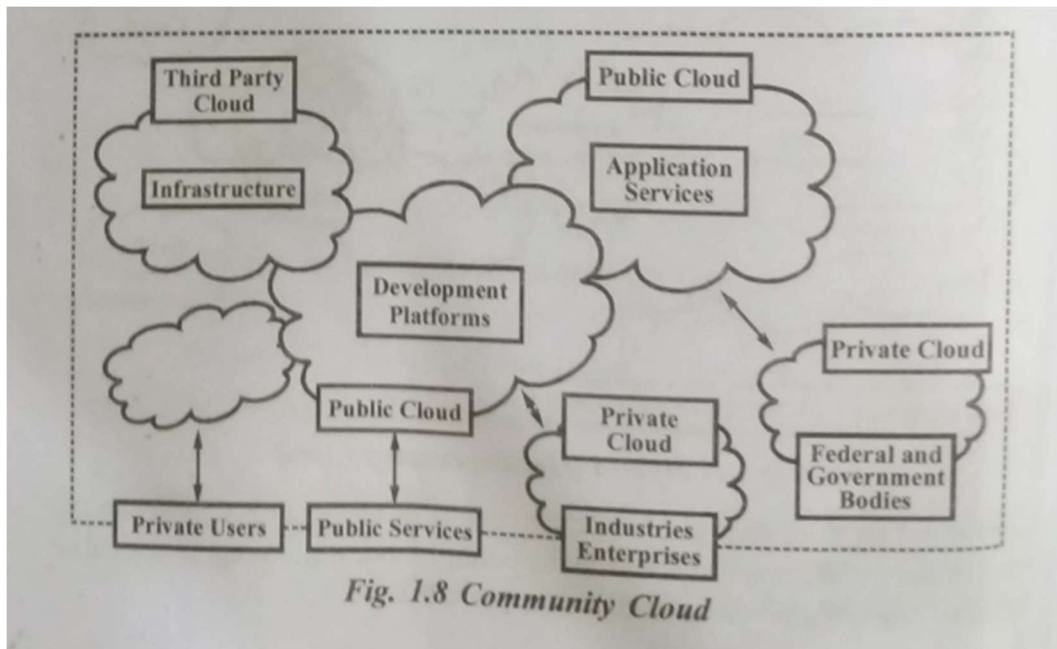 Third Party
Cloud
Infrastructure
Public Cloud
Application
Services
Development
Platforms
Public Cloud
Private Cloud
Federal and
Government
Bodies
Private
Cloud
Industries
Enterprises
Private Users
Public Services
Fig. 1.8 Community Cloud